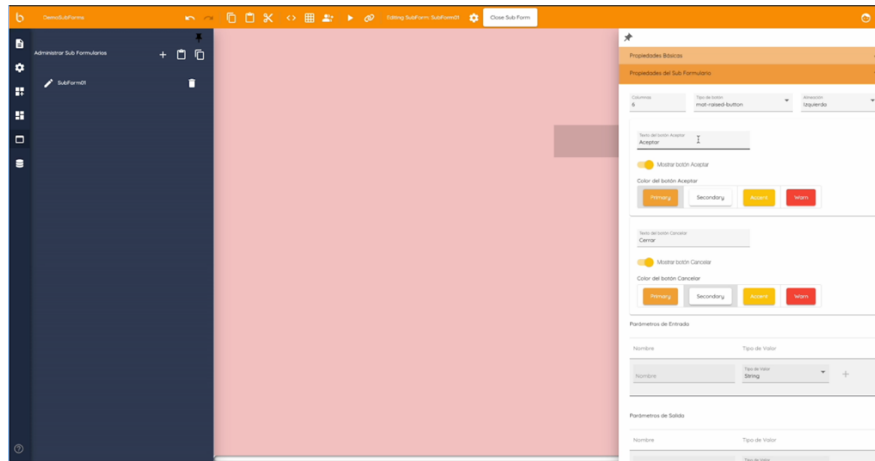 DemoSubForms
Editing SubForm: SubForm01
Close Sub Form
Administrar Sub Formularios
SubForm01
Propiedades Básicas
Propiedades del Sub Formulario
Columnas
6
Tipo de botón
mat-raised-button
Alineación
Izquierda
Texto del botón Aceptar
Aceptar
Mostrar botón Aceptar
Color del botón Aceptar
Primary
Secondary
Accent
Warn
Texto del botón Cancelar
Cerrar
Mostrar botón Cancelar
Color del botón Cancelar
Primary
Secondary
Accent
Warn
Parámetros de Entrada
Nombre
Tipo de Valor
Nombre
Tipo de Valor
String
Parámetros de Salida
Nombre
Tipo de Valor
Tipo de Valor